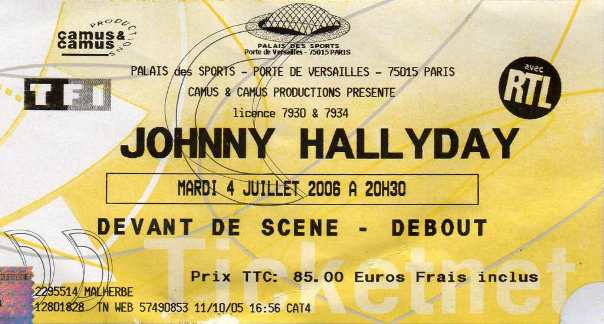 camus&
camus
PRODUCTIONS
PALAIS DES SPORTS
Porte de Versailles - 75015 PARIS
PALAIS des SPORTS - PORTE DE VERSAILLES - 75015 PARIS
TF1
CAMUS & CAMUS PRODUCTIONS PRESENTE
avec
RTL
licence 7930 & 7934
JOHNNY HALLYDAY
MARDI 4 JUILLET 2006 A 20H30
DEVANT DE SCENE - DEBOUT
Ticketnet
Prix TTC: 85.00 Euros Frais inclus
2295514 MALHERBE
12801828 TN WEB 57490853 11/10/05 16:56 CAT4